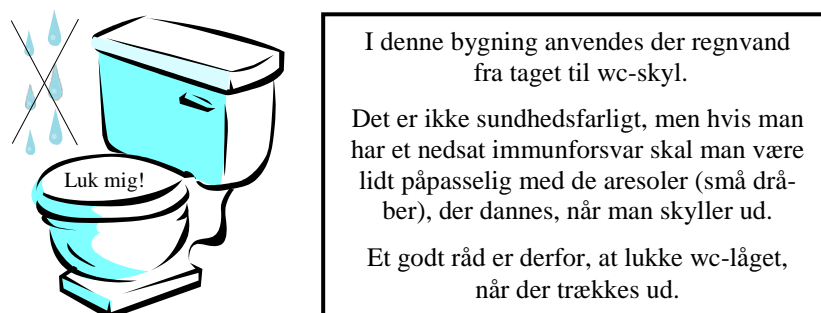 Luk mig!
I denne bygning anvendes der regnvand
fra taget til wc-skyl.
Det er ikke sundhedsfarligt, men hvis man
har et nedsat immunforsvar skal man være
lidt påpasselig med de aresoler (små drå-
ber), der dannes, når man skyller ud.
Et godt råd er derfor, at lukke wc-låget,
når der trækkes ud.